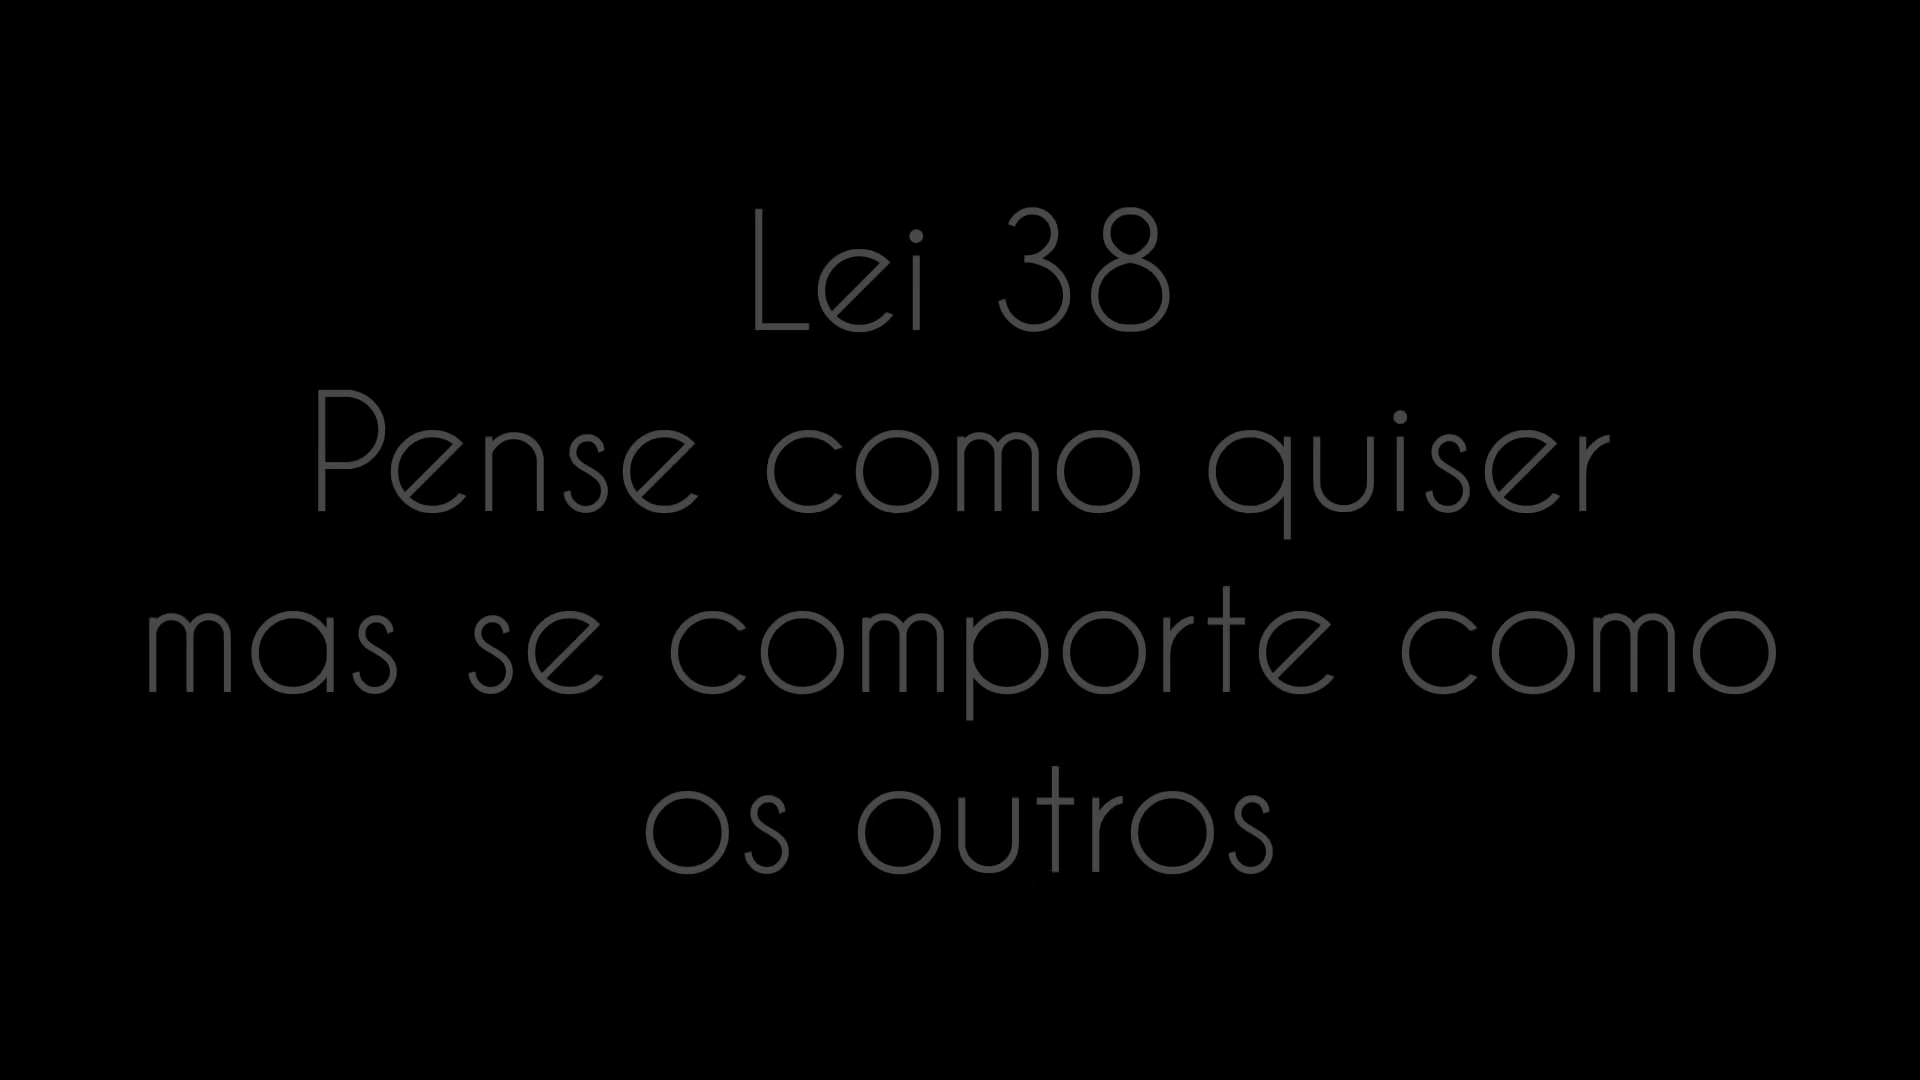 Lei 38
Pense como quiser
mas se comporte como
os outros